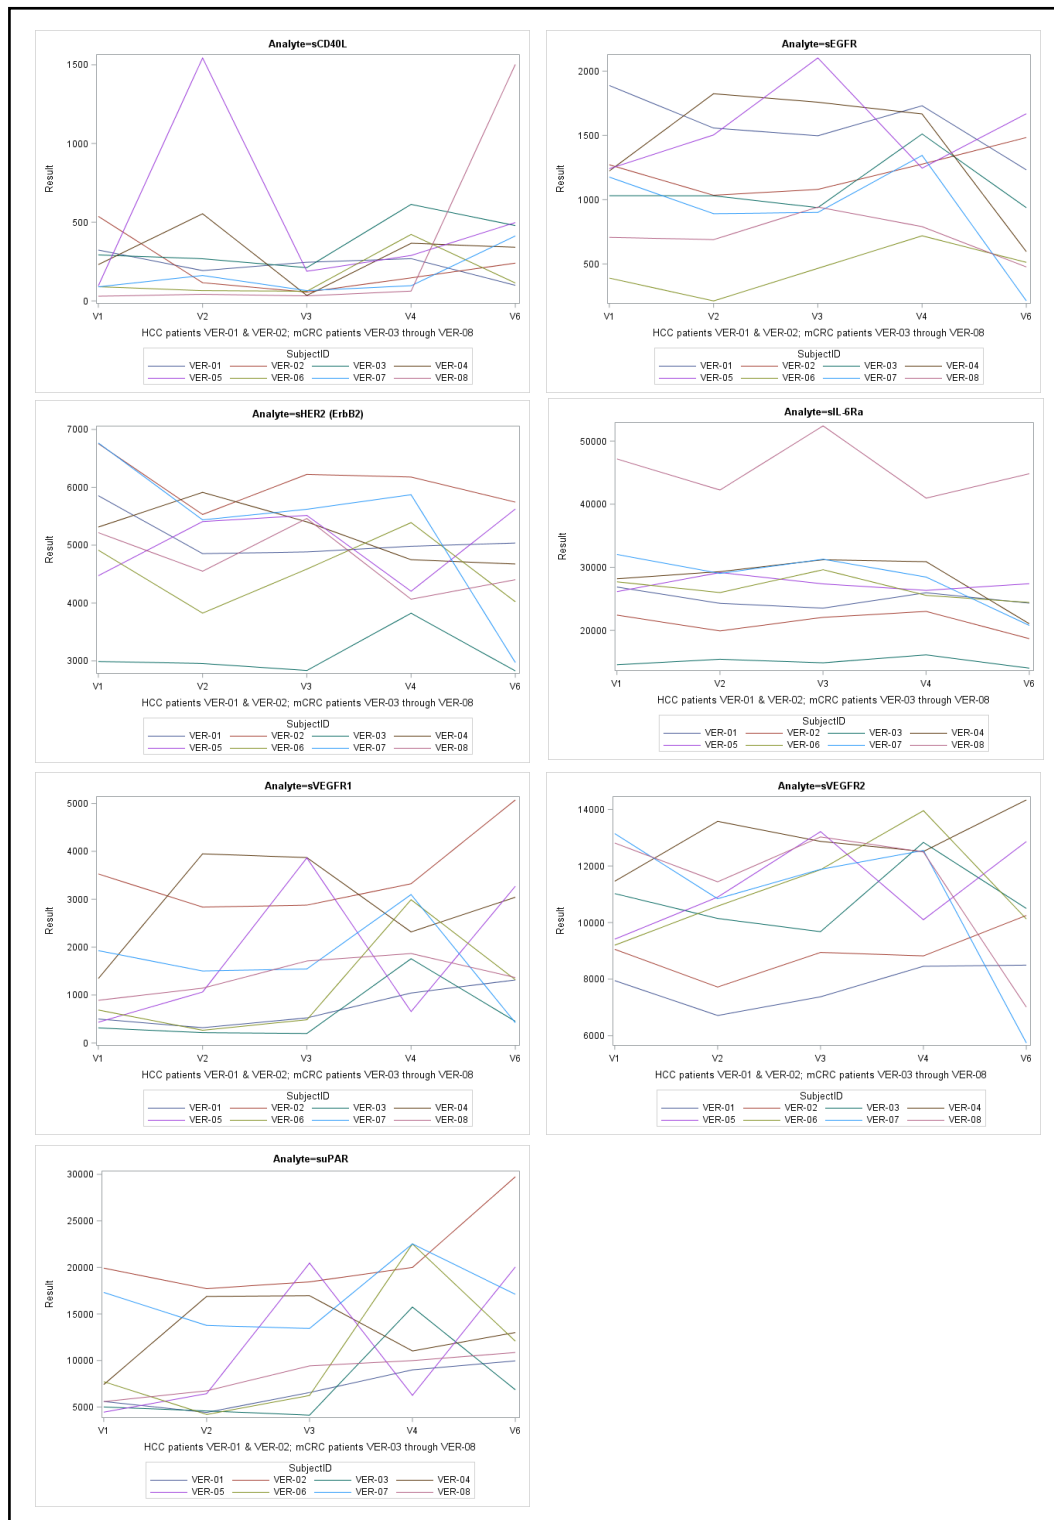 Analyte=sCD40L
1500
1000
500
0
Result
V1 V2 V3 V4 V6
HCC patients VER-01 & VER-02; mCRC patients VER-03 through VER-08
SubjectID
VER-01 VER-02 VER-03 VER-04
VER-05 VER-06 VER-07 VER-08
Analyte=sEGFR
2000
1500
1000
500
Result
V1 V2 V3 V4 V6
HCC patients VER-01 & VER-02; mCRC patients VER-03 through VER-08
SubjectID
VER-01 VER-02 VER-03 VER-04
VER-05 VER-06 VER-07 VER-08
Analyte=sHER2 (ErbB2)
7000
6000
5000
4000
3000
Result
V1 V2 V3 V4 V6
HCC patients VER-01 & VER-02; mCRC patients VER-03 through VER-08
SubjectID
VER-01 VER-02 VER-03 VER-04
VER-05 VER-06 VER-07 VER-08
Analyte=sIL-6Ra
50000
40000
30000
20000
Result
V1 V2 V3 V4 V6
HCC patients VER-01 & VER-02; mCRC patients VER-03 through VER-08
SubjectID
VER-01 VER-02 VER-03 VER-04
VER-05 VER-06 VER-07 VER-08
Analyte=sVEGFR1
5000
4000
3000
2000
1000
0
Result
V1 V2 V3 V4 V6
HCC patients VER-01 & VER-02; mCRC patients VER-03 through VER-08
SubjectID
VER-01 VER-02 VER-03 VER-04
VER-05 VER-06 VER-07 VER-08
Analyte=sVEGFR2
14000
12000
10000
8000
6000
Result
V1 V2 V3 V4 V6
HCC patients VER-01 & VER-02; mCRC patients VER-03 through VER-08
SubjectID
VER-01 VER-02 VER-03 VER-04
VER-05 VER-06 VER-07 VER-08
Analyte=suPAR
30000
25000
20000
15000
10000
5000
Result
V1 V2 V3 V4 V6
HCC patients VER-01 & VER-02; mCRC patients VER-03 through VER-08
SubjectID
VER-01 VER-02 VER-03 VER-04
VER-05 VER-06 VER-07 VER-08